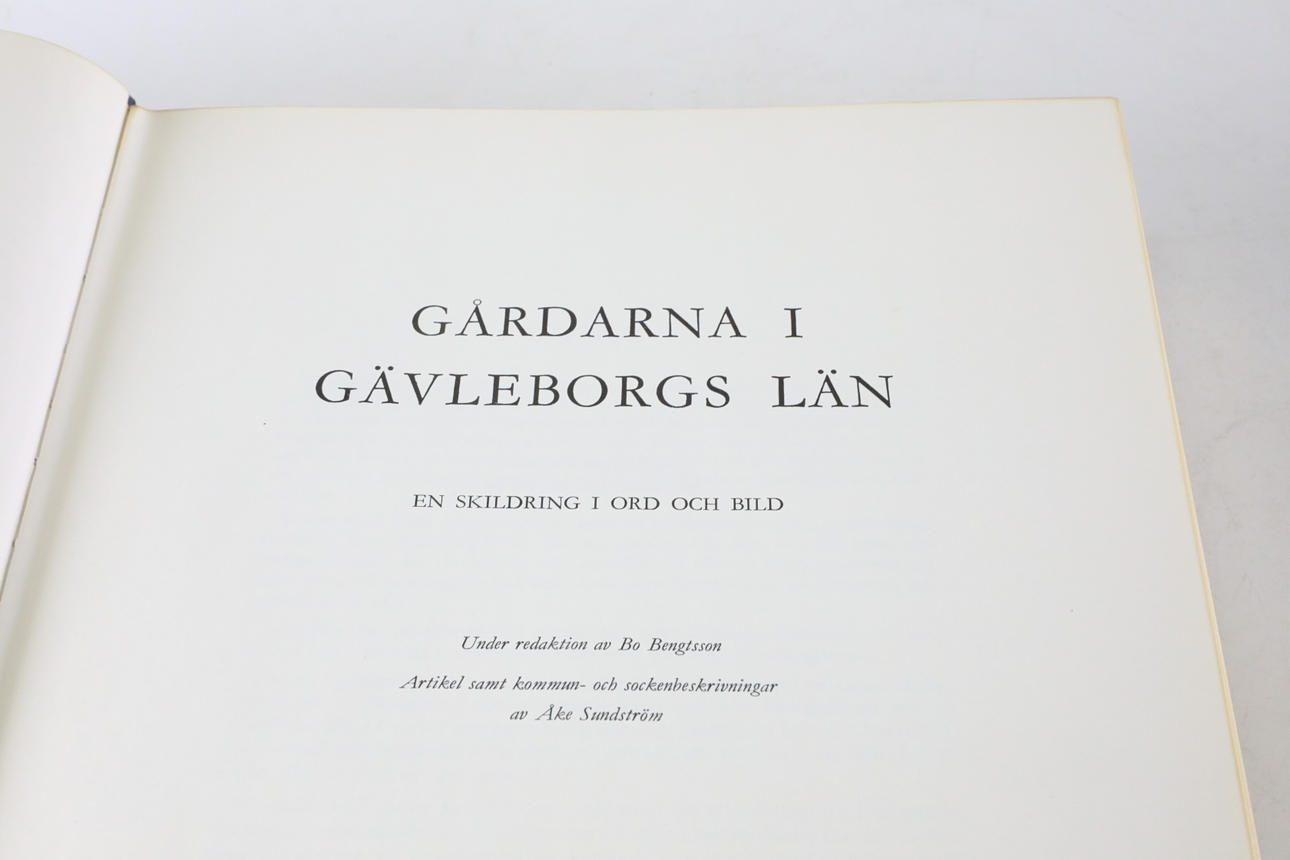 GÅRDARNA I
GÄVLEBORGS LÄN
EN SKILDRING I ORD OCH BILD
Under redaktion av Bo Bengtsson
Artikel samt kommun- och sockenbeskrivningar
av Åke Sundström